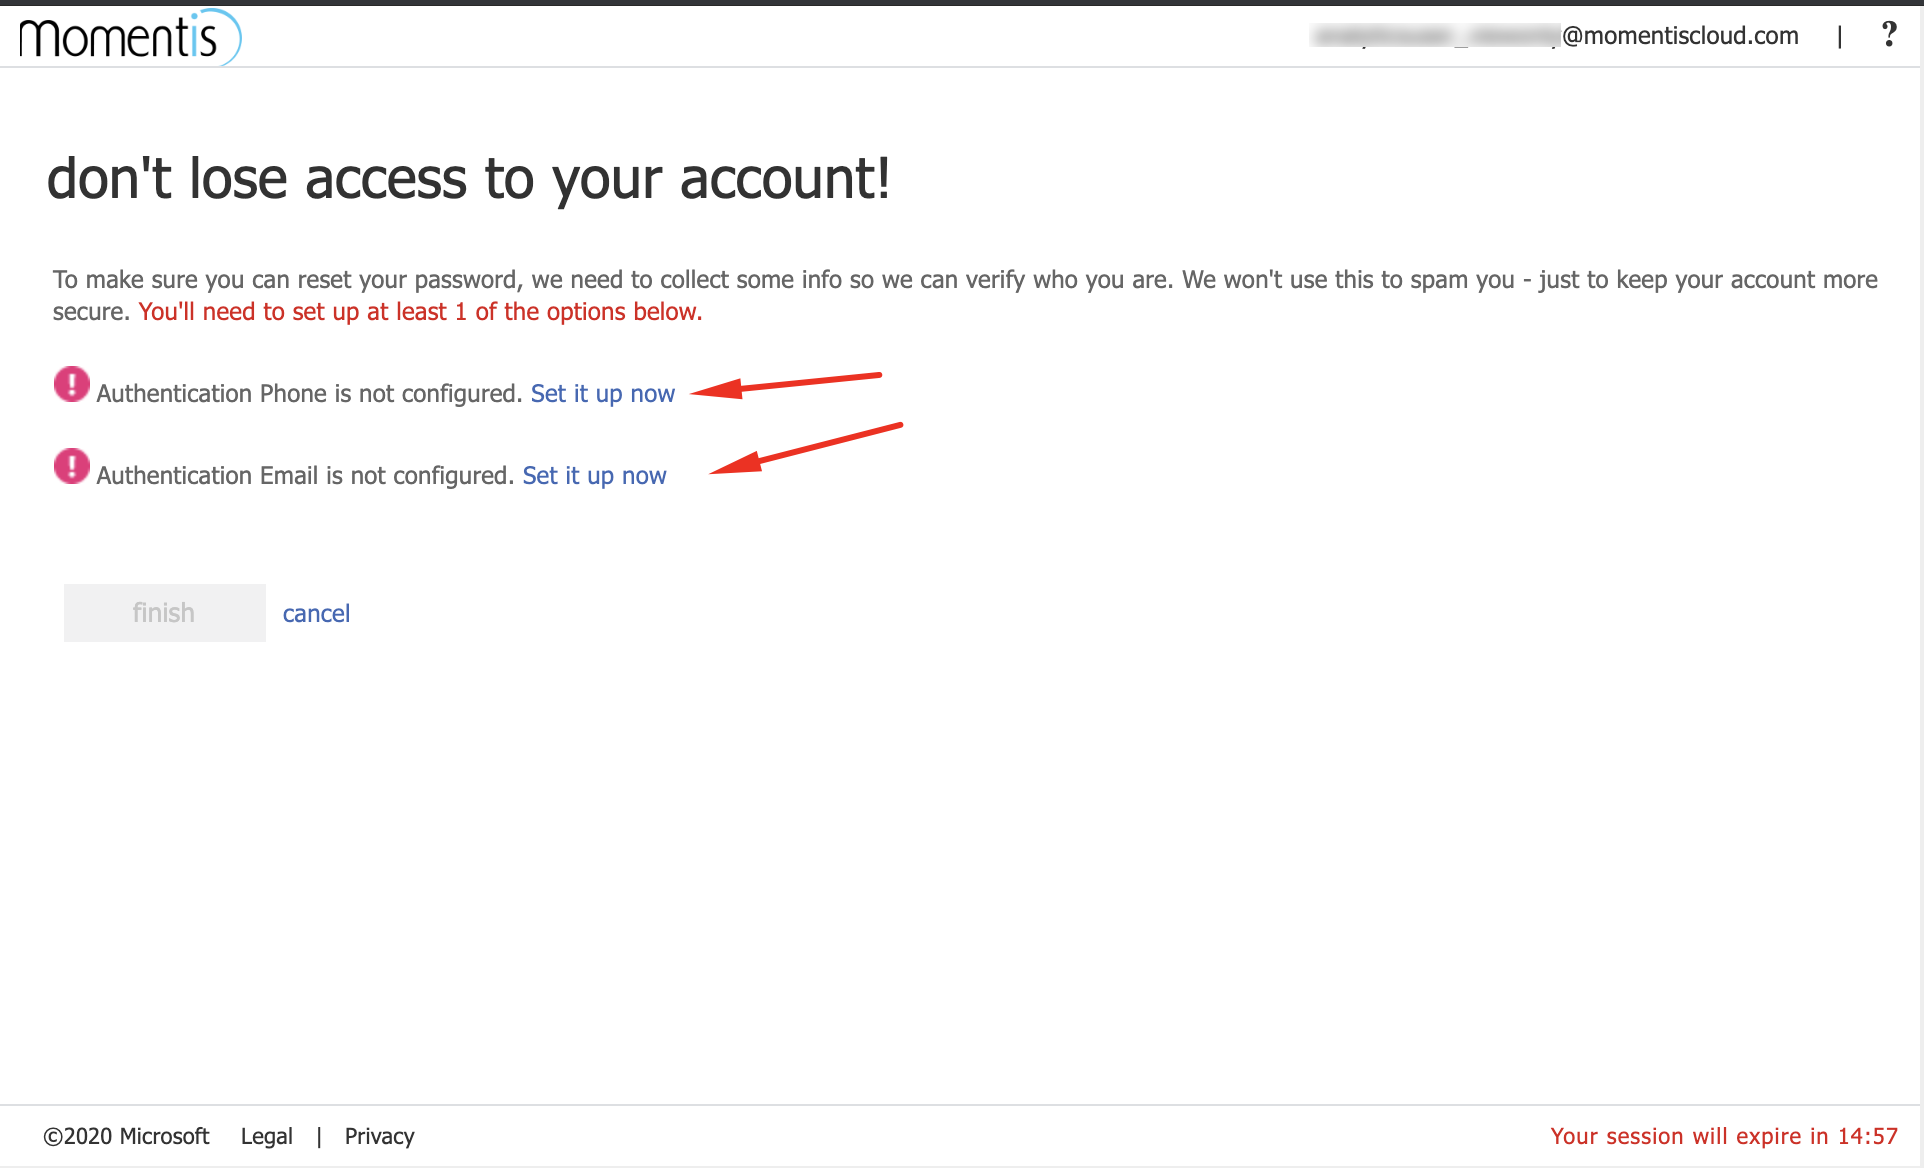 momentis
@momentiscloud.com | ?
don't lose access to your account!
To make sure you can reset your password, we need to collect some info so we can verify who you are. We won't use this to spam you - just to keep your account more
secure. You'll need to set up at least 1 of the options below.
! Authentication Phone is not configured. Set it up now
! Authentication Email is not configured. Set it up now
finish cancel
©2020 Microsoft Legal | Privacy
Your session will expire in 14:57